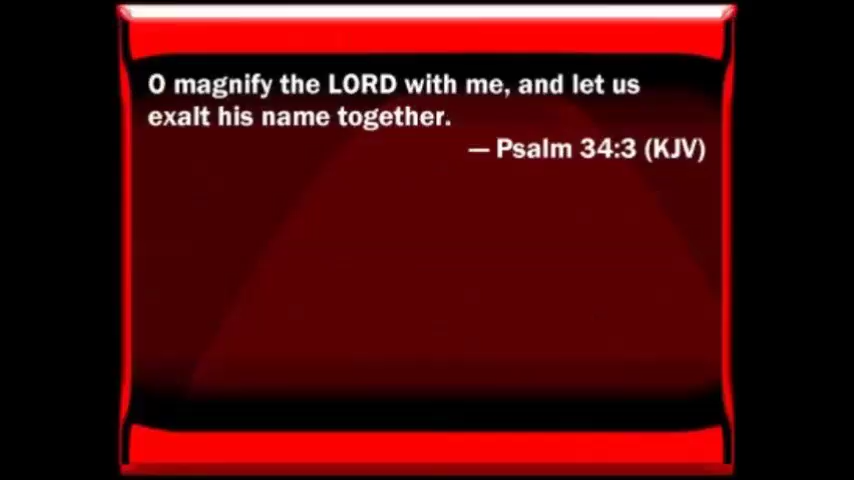 O magnify the LORD with me, and let us
exalt his name together.
— Psalm 34:3 (KJV)